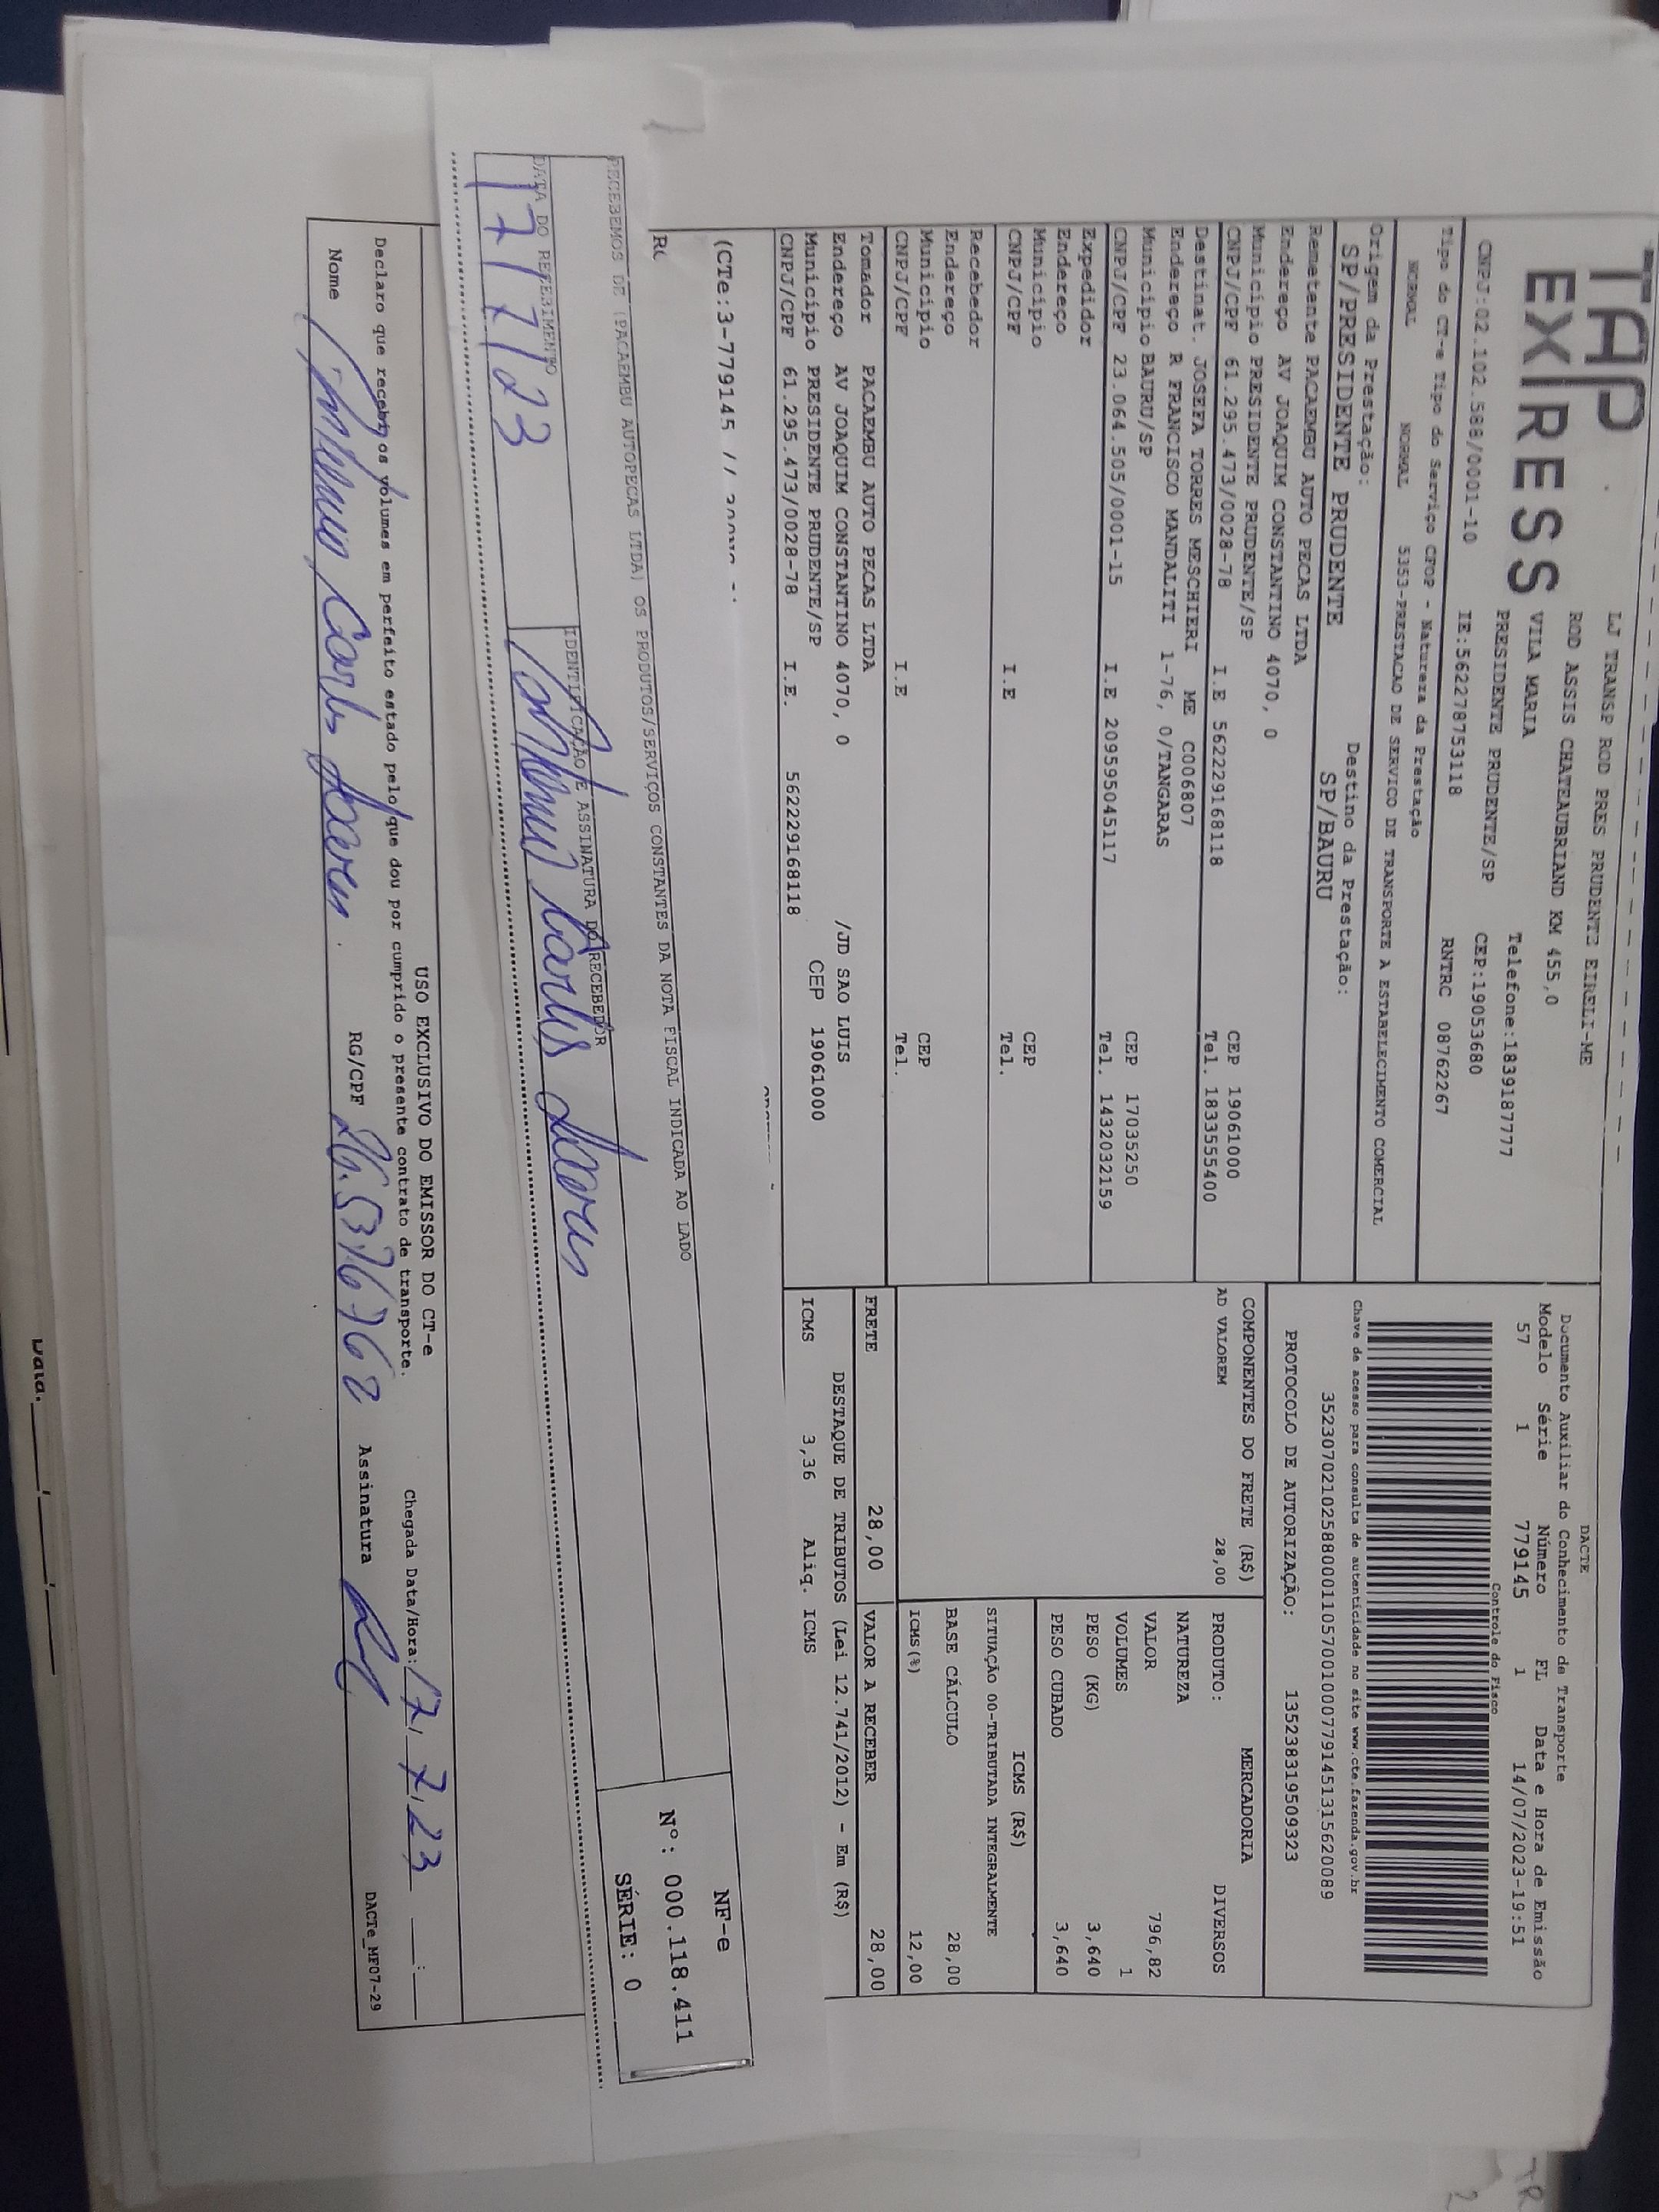 TAP
EXPRESS
LJ TRANSP ROD PRES PRUDENTE EIRELI-ME
ROD ASSIS CHATEAUBRIAND KM 455,0
VILA MARIA
Telefone:1839187777
PRESIDENTE PRUDENTE/SP
CEP:19053680
CNPJ:02.102.588/0001-10
IE:562278753118
RNTRC 08762267
Tipo do CT-e Tipo do Serviço CFOP - Natureza da Prestação
NORMAL NORMAL 5353-PRESTACAO DE SERVICO DE TRANSPORTE A ESTABELECIMENTO COMERCIAL
Origem da Prestação: Destino da Prestação:
SP/PRESIDENTE PRUDENTE SP/BAURU
Remetente PACAEMBU AUTO PECAS LTDA
Endereço AV JOAQUIM CONSTANTINO 4070, 0
Município PRESIDENTE PRUDENTE/SP CEP 19061000
CNPJ/CPF 61.295.473/0028-78 I.E 562229168118 Tel. 1833555400
Destinat. JOSEFA TORRES MESCHIERI ME C006807
Endereço R FRANCISCO MANDALITI 1-76, 0/TANGARAS
Municipio BAURU/SP CEP 17035250
CNPJ/CPF 23.064.505/0001-15 I.E 209595045117 Tel. 1432032159
Expedidor
Endereço
Município CEP
CNPJ/CPF I.E Tel.
Recebedor
Endereço
Município CEP
CNPJ/CPF I.E Tel.
Tomador PACAEMBU AUTO PECAS LTDA
Endereço AV JOAQUIM CONSTANTINO 4070, 0 /JD SAO LUIS
Município PRESIDENTE PRUDENTE/SP CEP 19061000
CNPJ/CPF 61.295.473/0028-78 I.E. 562229168118
DACTE
Documento Auxiliar do Conhecimento de Transporte
Modelo Série Número FL Data e Hora de Emissão
57 1 779145 1 14/07/2023-19:51
Controle do Fisco
Chave de acesso para consulta de autenticidade no site www.cte.fazenda.gov.br
35230702102588000110570010007791451315620089
PROTOCOLO DE AUTORIZAÇÃO: 135238319509323
COMPONENTES DO FRETE (R$)
AD VALOREM 28,00
MERCADORIA
PRODUTO: DIVERSOS
NATUREZA
VALOR 796,82
VOLUMES 1
PESO (KG) 3,640
PESO CUBADO 3,640
ICMS (R$)
SITUAÇÃO 00-TRIBUTADA INTEGRALMENTE
BASE CÁLCULO 28,00
ICMS(%) 12,00
FRETE 28,00 VALOR A RECEBER 28,00
DESTAQUE DE TRIBUTOS (Lei 12.741/2012) - Em (R$)
ICMS 3,36 Aliq. ICMS
(CTe:3-779145 //
RECEBEMOS DE (PACAEMBU AUTOPECAS LTDA) OS PRODUTOS/SERVIÇOS CONSTANTES DA NOTA FISCAL INDICADA AO LADO
DATA DO RECEBIMENTO
17/7/23
IDENTIFICAÇÃO E ASSINATURA DO RECEBEDOR
NF-e
Nº: 000.118.411
SÉRIE: 0
USO EXCLUSIVO DO EMISSOR DO CT-e
Declaro que recebi os volumes em perfeito estado pelo que dou por cumprido o presente contrato de transporte.
Chegada Data/Hora: 17, 7, 23 __:__
Nome RG/CPF Assinatura
DACTe_MF07-29
Data.____/____/____